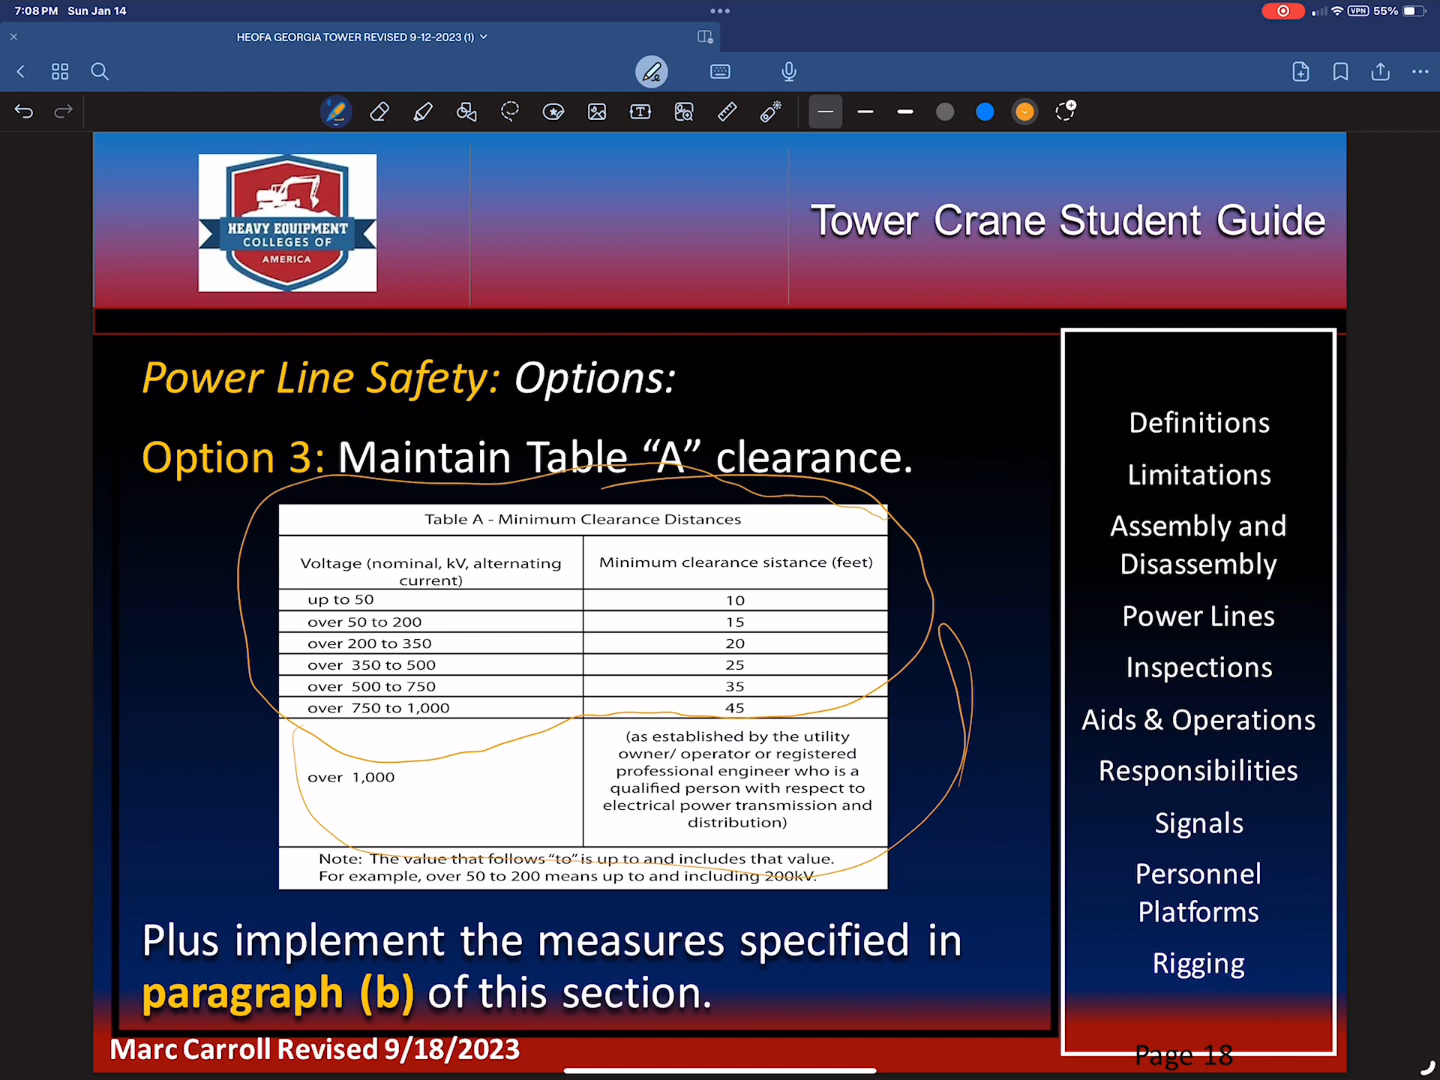 7:08 PM Sun Jan 14
VPN 55%
HEOFA GEORGIA TOWER REVISED 9-12-2023 (1)
HEAVY EQUIPMENT
COLLEGES OF
AMERICA
Tower Crane Student Guide
Power Line Safety: Options:
Option 3: Maintain Table “A” clearance.
Table A - Minimum Clearance Distances
Voltage (nominal, kV, alternating
current)
Minimum clearance sistance (feet)
up to 50 10
over 50 to 200 15
over 200 to 350 20
over 350 to 500 25
over 500 to 750 35
over 750 to 1,000 45
over 1,000
(as established by the utility
owner/ operator or registered
professional engineer who is a
qualified person with respect to
electrical power transmission and
distribution)
Note: The value that follows “to” is up to and includes that value.
For example, over 50 to 200 means up to and including 200kV.
Plus implement the measures specified in
paragraph (b) of this section.
Definitions
Limitations
Assembly and
Disassembly
Power Lines
Inspections
Aids & Operations
Responsibilities
Signals
Personnel
Platforms
Rigging
Marc Carroll Revised 9/18/2023
Page 18